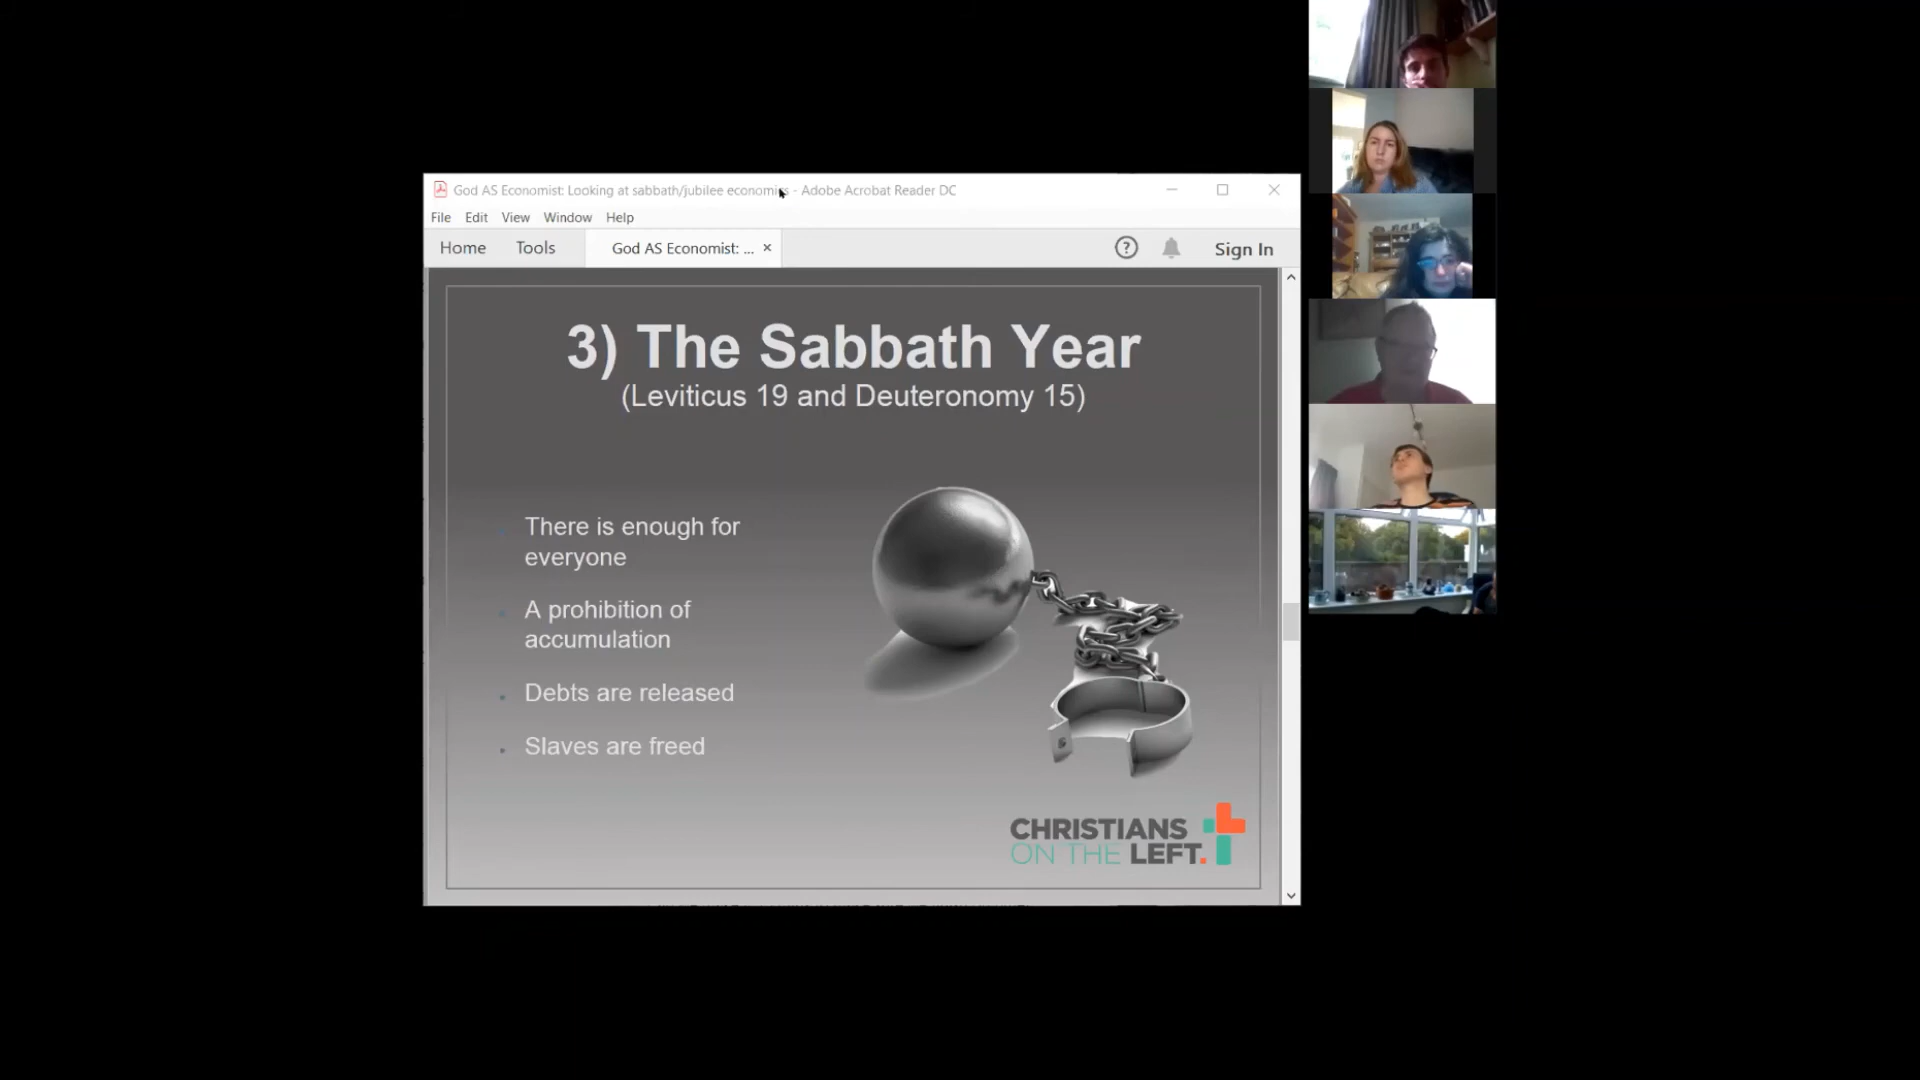 God AS Economist: Looking at sabbath/jubilee economics - Adobe Acrobat Reader DC
File Edit View Window Help
Home Tools God AS Economist: ... × ? Sign In
3) The Sabbath Year
(Leviticus 19 and Deuteronomy 15)
There is enough for
everyone
A prohibition of
accumulation
Debts are released
Slaves are freed
CHRISTIANS
ON THE LEFT.